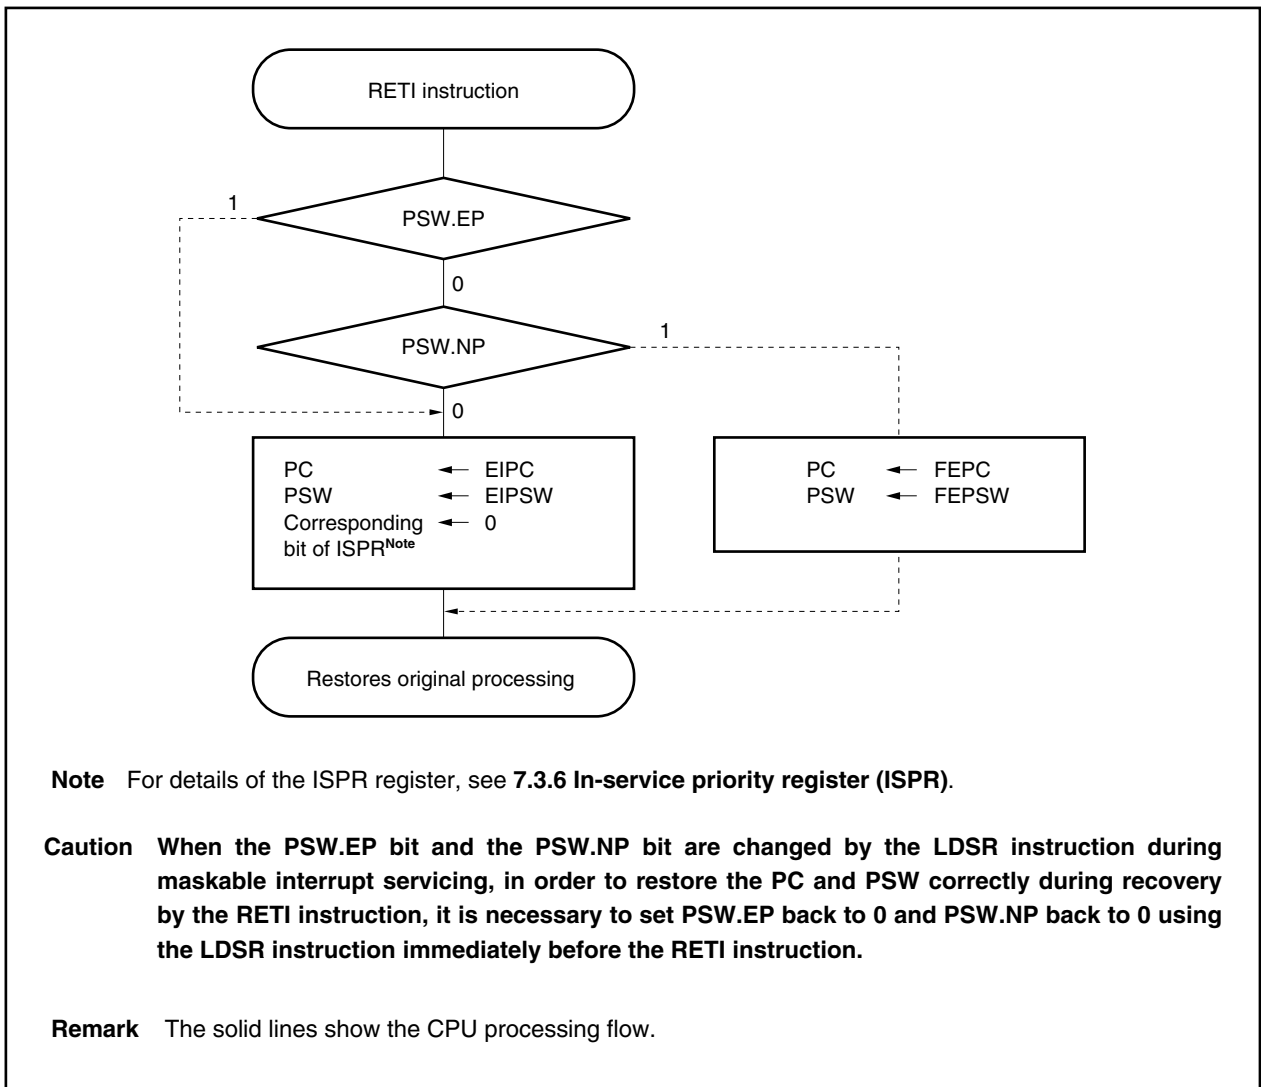 RETI instruction
1
PSW.EP
0
1
PSW.NP
0
PC ← EIPC
PSW ← EIPSW
Corresponding ← 0
bit of ISPRNote
PC ← FEPC
PSW ← FEPSW
Restores original processing
Note For details of the ISPR register, see 7.3.6 In-service priority register (ISPR).
Caution When the PSW.EP bit and the PSW.NP bit are changed by the LDSR instruction during
maskable interrupt servicing, in order to restore the PC and PSW correctly during recovery
by the RETI instruction, it is necessary to set PSW.EP back to 0 and PSW.NP back to 0 using
the LDSR instruction immediately before the RETI instruction.
Remark The solid lines show the CPU processing flow.